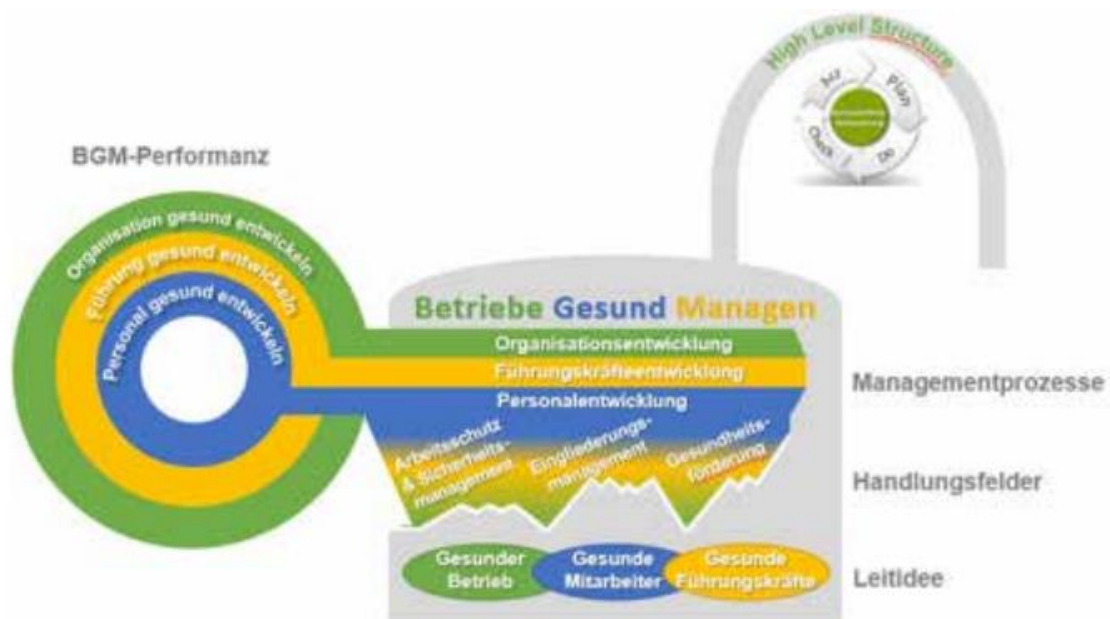 High Level Structure
Act
Plan
Do
Check
BGM-Performanz
Organisation gesund entwickeln
Führung gesund entwickeln
Personal gesund entwickeln
Betriebe Gesund Managen
Organisationsentwicklung
Führungskräfteentwicklung
Personalentwicklung
Managementprozesse
Arbeitsschutz
& Sicherheits-
management
Eingliederungs-
management
Gesundheits-
förderung
Handlungsfelder
Gesunder
Betrieb
Gesunde
Mitarbeiter
Gesunde
Führungskräfte
Leitidee